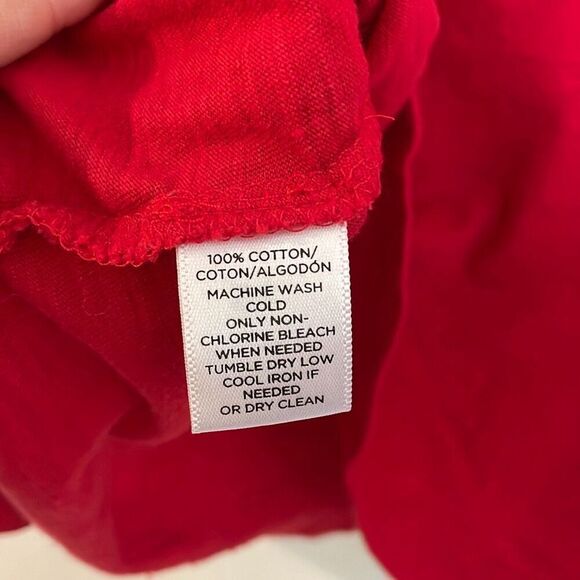 100% COTTON/
COTON/ALGODÓN
MACHINE WASH
COLD
ONLY NON-
CHLORINE BLEACH
WHEN NEEDED
TUMBLE DRY LOW
COOL IRON IF
NEEDED
OR DRY CLEAN